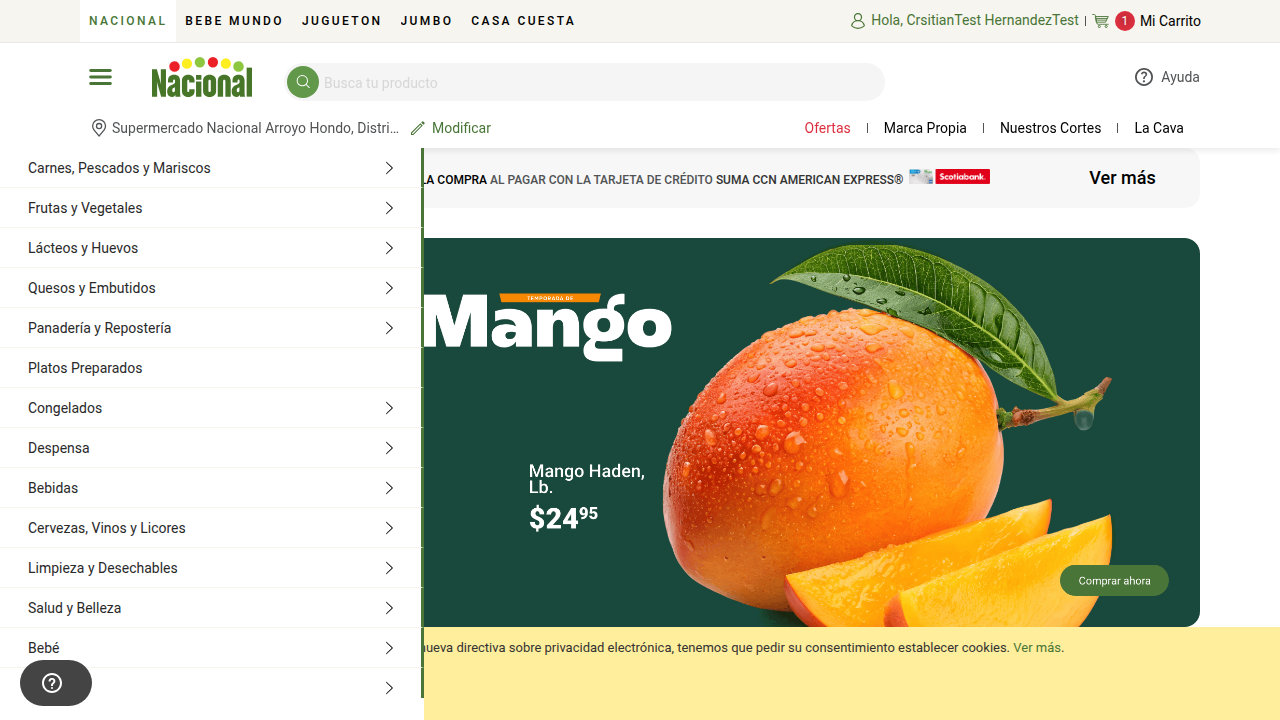 NACIONAL BEBE MUNDO JUGUETON JUMBO CASA CUESTA
Hola, CrsitianTest HernandezTest 1 Mi Carrito
Nacional
Busca tu producto
Ayuda
Supermercado Nacional Arroyo Hondo, Distri... Modificar
Ofertas Marca Propia Nuestros Cortes La Cava
Carnes, Pescados y Mariscos
Frutas y Vegetales
Lácteos y Huevos
Quesos y Embutidos
Panadería y Repostería
Platos Preparados
Congelados
Despensa
Bebidas
Cervezas, Vinos y Licores
Limpieza y Desechables
Salud y Belleza
Bebé
LA COMPRA AL PAGAR CON LA TARJETA DE CRÉDITO SUMA CCN AMERICAN EXPRESS® Scotiabank.
Ver más
TEMPORADA DE
Mango
Mango Haden,
Lb.
$2495
Comprar ahora
nueva directiva sobre privacidad electrónica, tenemos que pedir su consentimiento establecer cookies. Ver más.